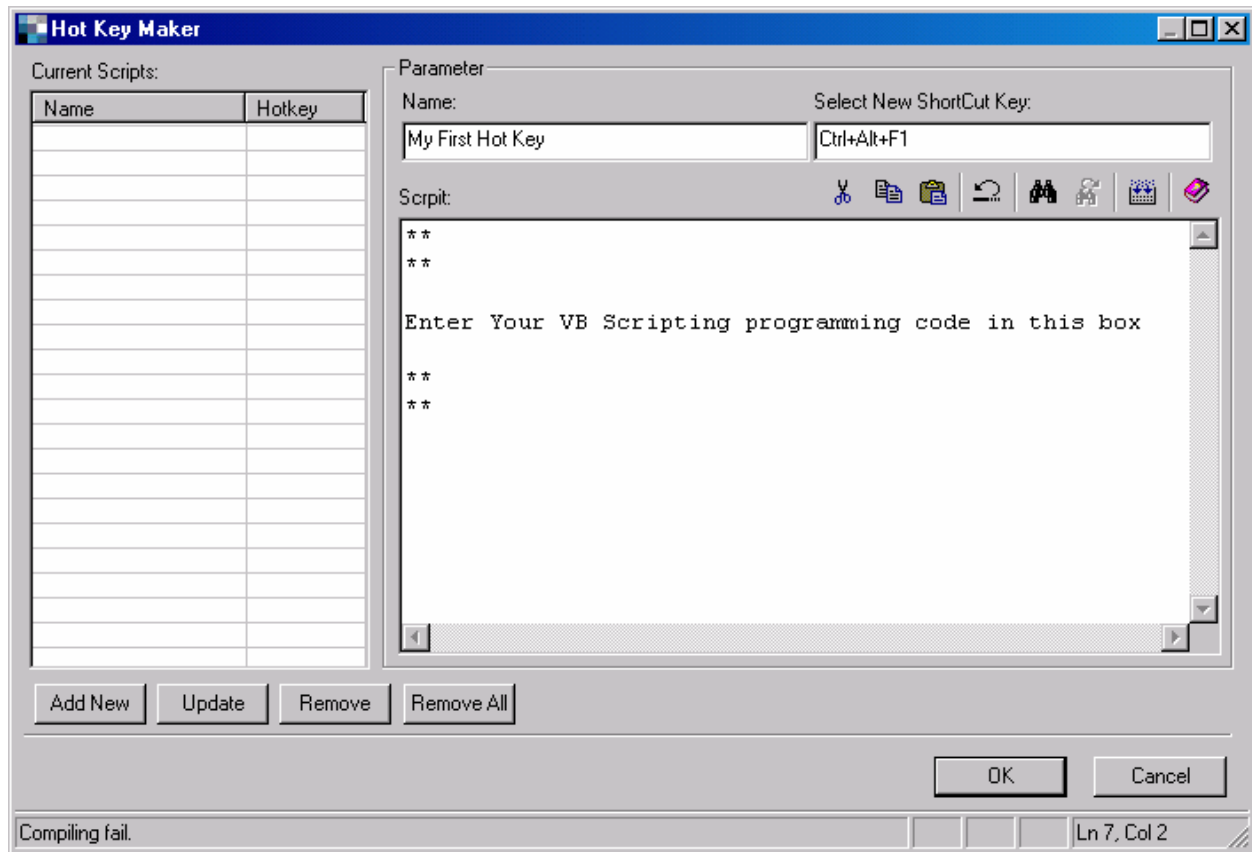 Hot Key Maker
Current Scripts:
Name Hotkey
Parameter
Name: Select New ShortCut Key:
My First Hot Key Ctrl+Alt+F1
Scrpit:
**
**
Enter Your VB Scripting programming code in this box
**
**
Add New Update Remove Remove All
OK Cancel
Compiling fail. Ln 7, Col 2